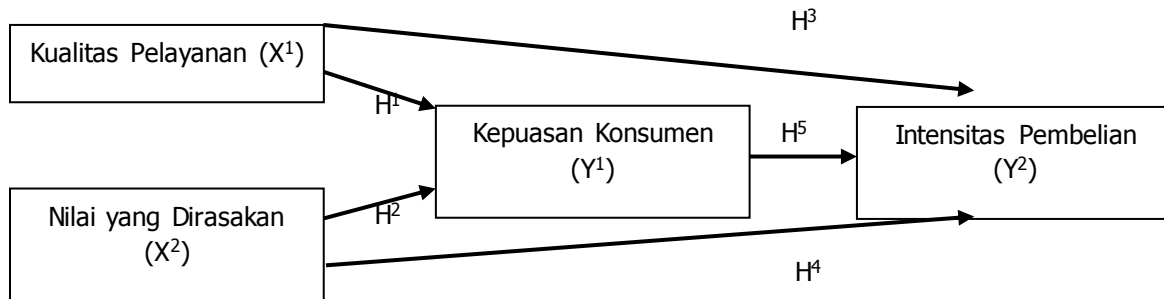 H³
Kualitas Pelayanan (X¹)
H¹
Kepuasan Konsumen
(Y¹)
H⁵
Intensitas Pembelian
(Y²)
Nilai yang Dirasakan
(X²)
H²
H⁴